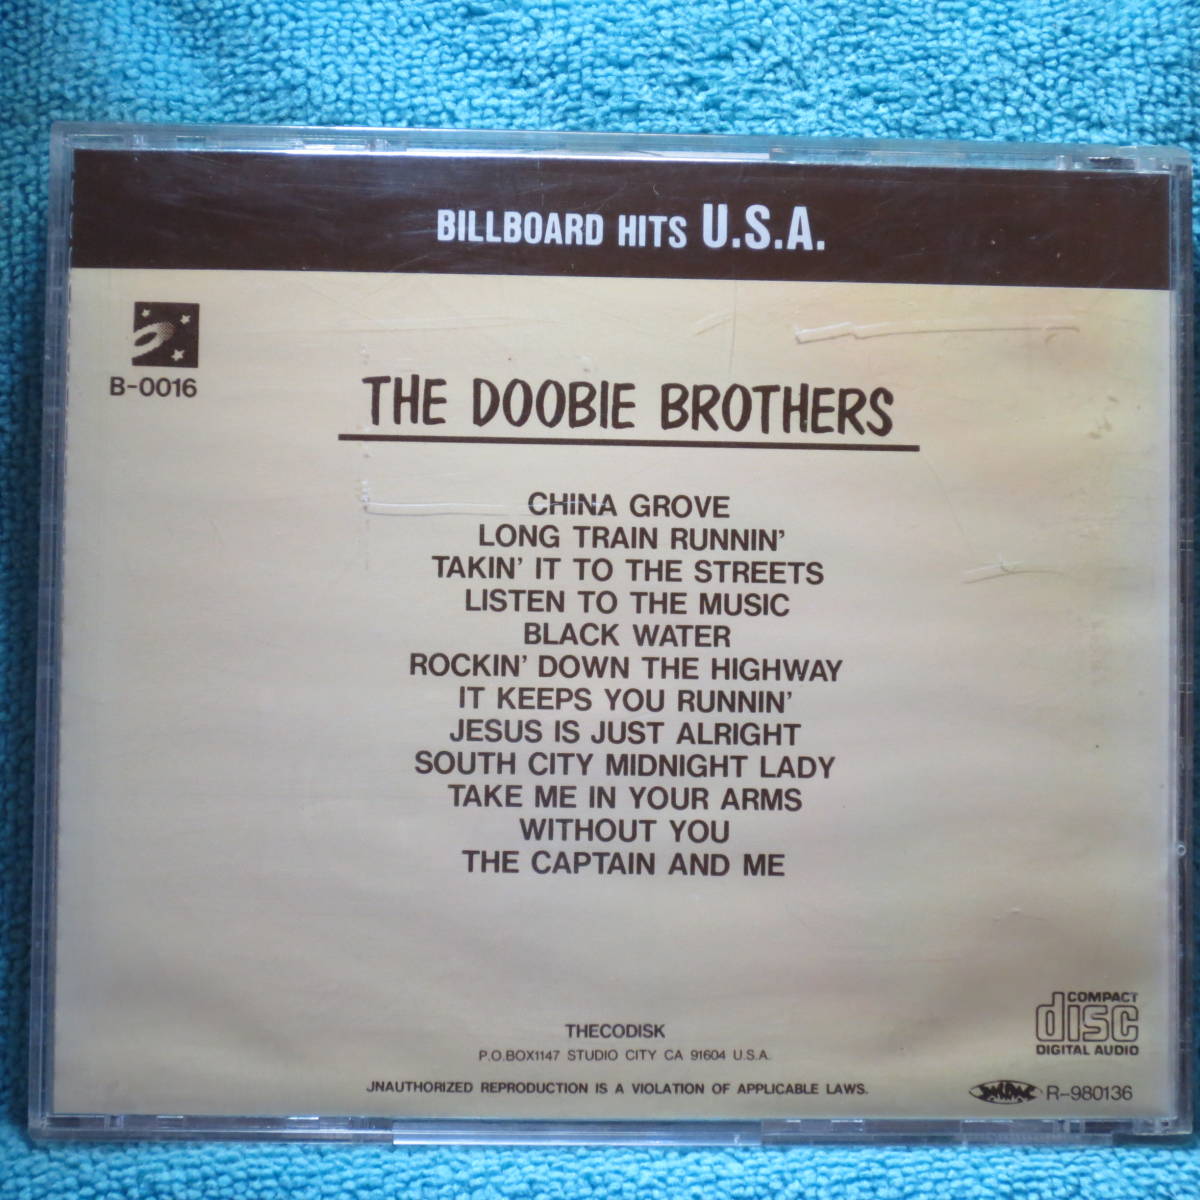 BILLBOARD HITS U.S.A.
B-0016
THE DOOBIE BROTHERS
CHINA GROVE
LONG TRAIN RUNNIN'
TAKIN' IT TO THE STREETS
LISTEN TO THE MUSIC
BLACK WATER
ROCKIN' DOWN THE HIGHWAY
IT KEEPS YOU RUNNIN'
JESUS IS JUST ALRIGHT
SOUTH CITY MIDNIGHT LADY
TAKE ME IN YOUR ARMS
WITHOUT YOU
THE CAPTAIN AND ME
COMPACT
disc
DIGITAL AUDIO
THECODISK
P.O.BOX1147 STUDIO CITY CA 91604 U.S.A.
JNAUTHORIZED REPRODUCTION IS A VIOLATION OF APPLICABLE LAWS.
R-980136